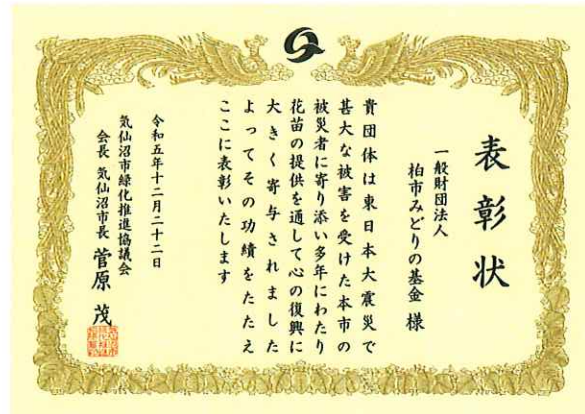 表彰状
一般財団法人
柏市みどりの基金 様
貴団体は東日本大震災で
甚大な被害を受けた本市の
被災者に寄り添い多年にわたり
花苗の提供を通して心の復興に
大きく寄与されました
よってその功績をたたえ
ここに表彰いたします
令和五年十二月二十二日
気仙沼市緑化推進協議会
会長 気仙沼市長 菅原 茂